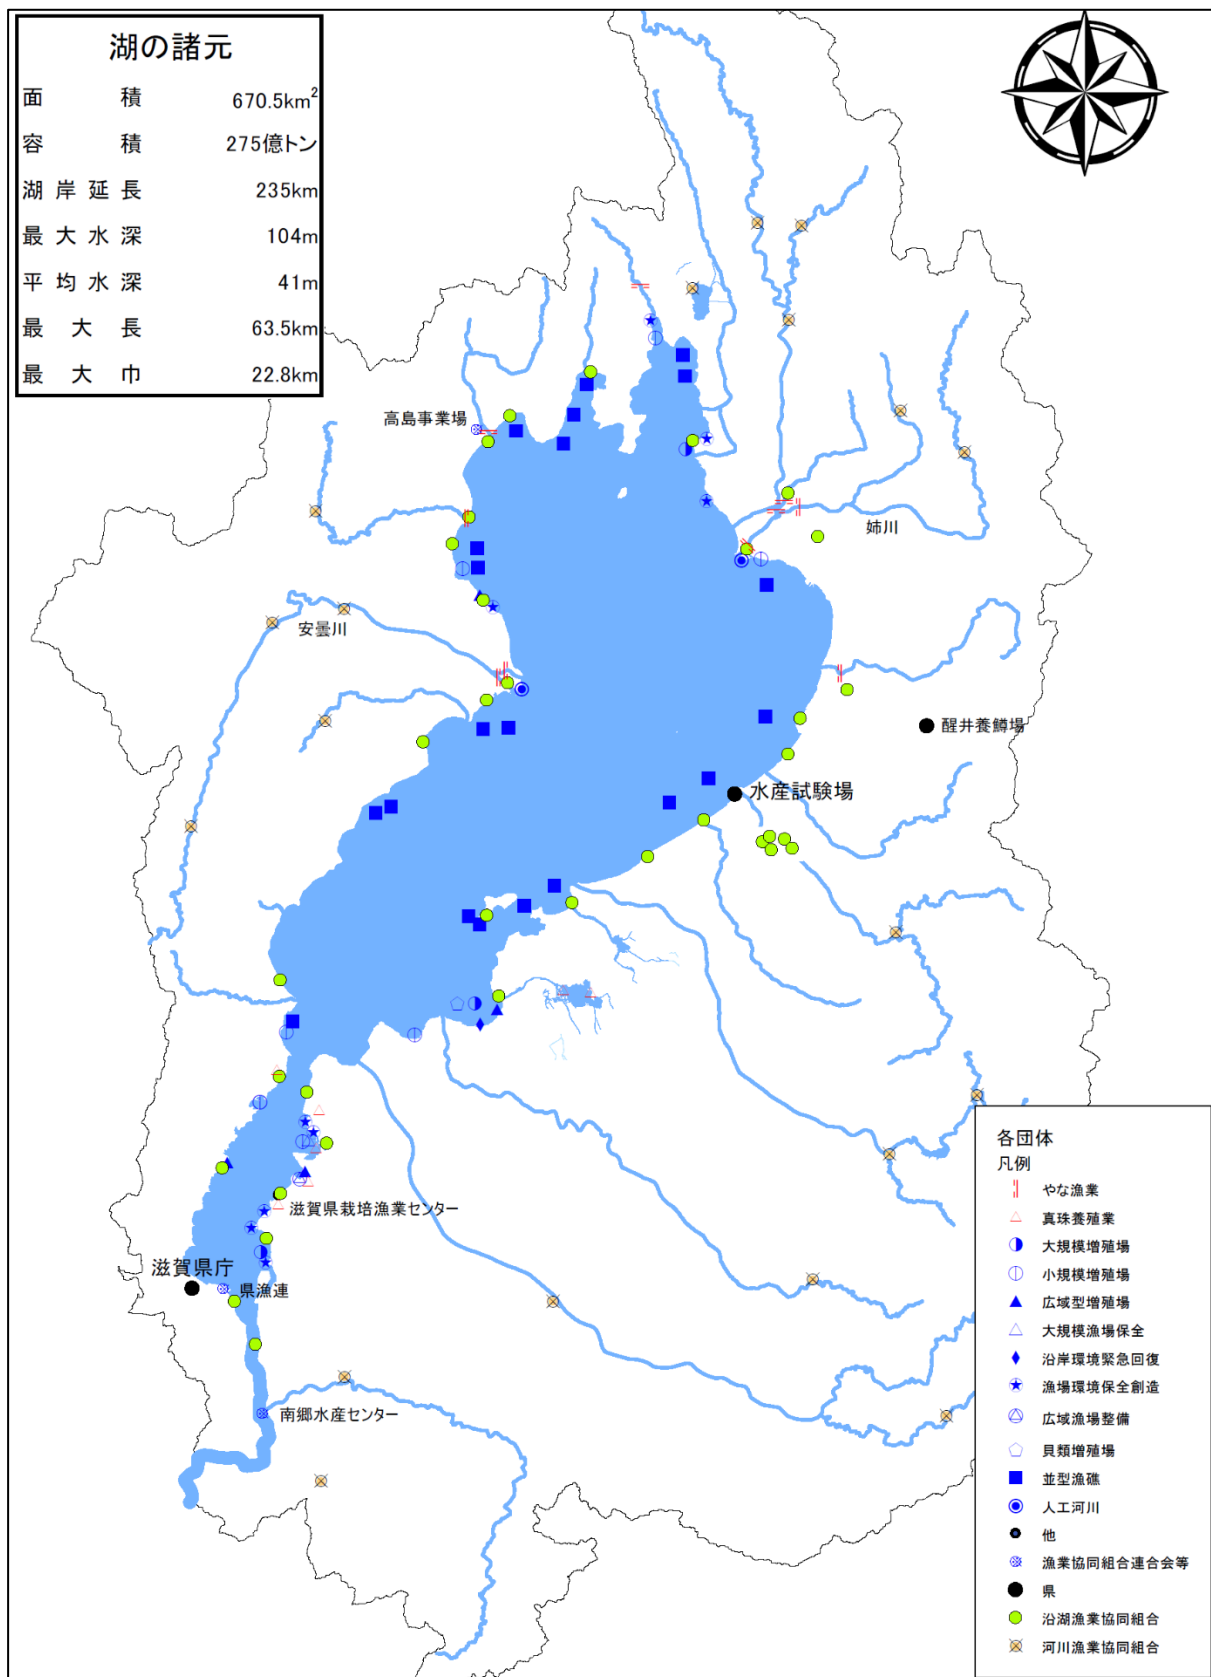 湖の諸元
面積 670.5km²
容積 275億トン
湖岸延長 235km
最大水深 104m
平均水深 41m
最大長 63.5km
最大巾 22.8km
高島事業場
姉川
安曇川
醒井養鱒場
水産試験場
滋賀県栽培漁業センター
滋賀県庁
県漁連
南郷水産センター
各団体
凡例
やな漁業
真珠養殖業
大規模増殖場
小規模増殖場
広域型増殖場
大規模漁場保全
沿岸環境緊急回復
漁場環境保全創造
広域漁場整備
貝類増殖場
並型漁礁
人工河川
他
漁業協同組合連合会等
県
沿湖漁業協同組合
河川漁業協同組合